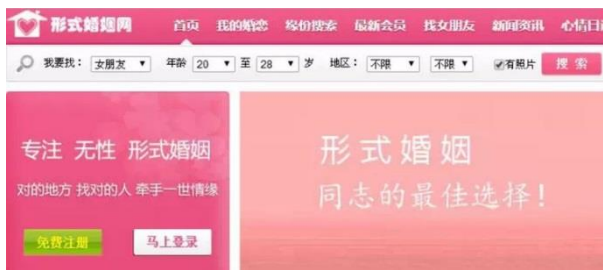 形式婚姻网
首页 我的婚恋 缘份搜索 最新会员 找女朋友 新闻资讯 心情日
我要找： 女朋友 年龄 20 至 28 岁 地区： 不限 不限 有照片 搜 索
专注 无性 形式婚姻
对的地方 找对的人 牵手一世情缘
免费注册 马上登录
形式婚姻
同志的最佳选择！